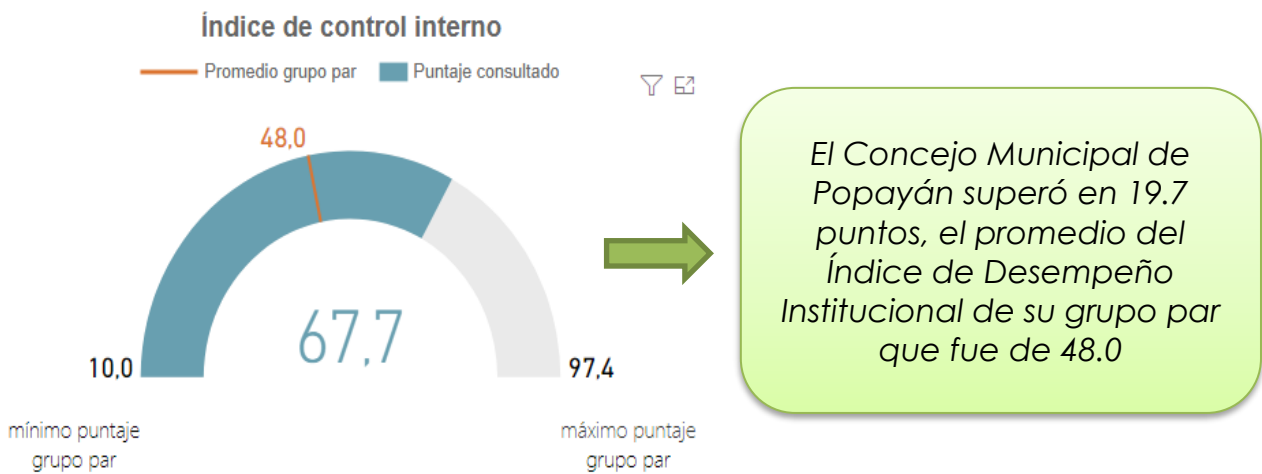 Índice de control interno
Promedio grupo par
Puntaje consultado
48,0
67,7
10,0
97,4
mínimo puntaje
grupo par
máximo puntaje
grupo par
El Concejo Municipal de
Popayán superó en 19.7
puntos, el promedio del
Índice de Desempeño
Institucional de su grupo par
que fue de 48.0